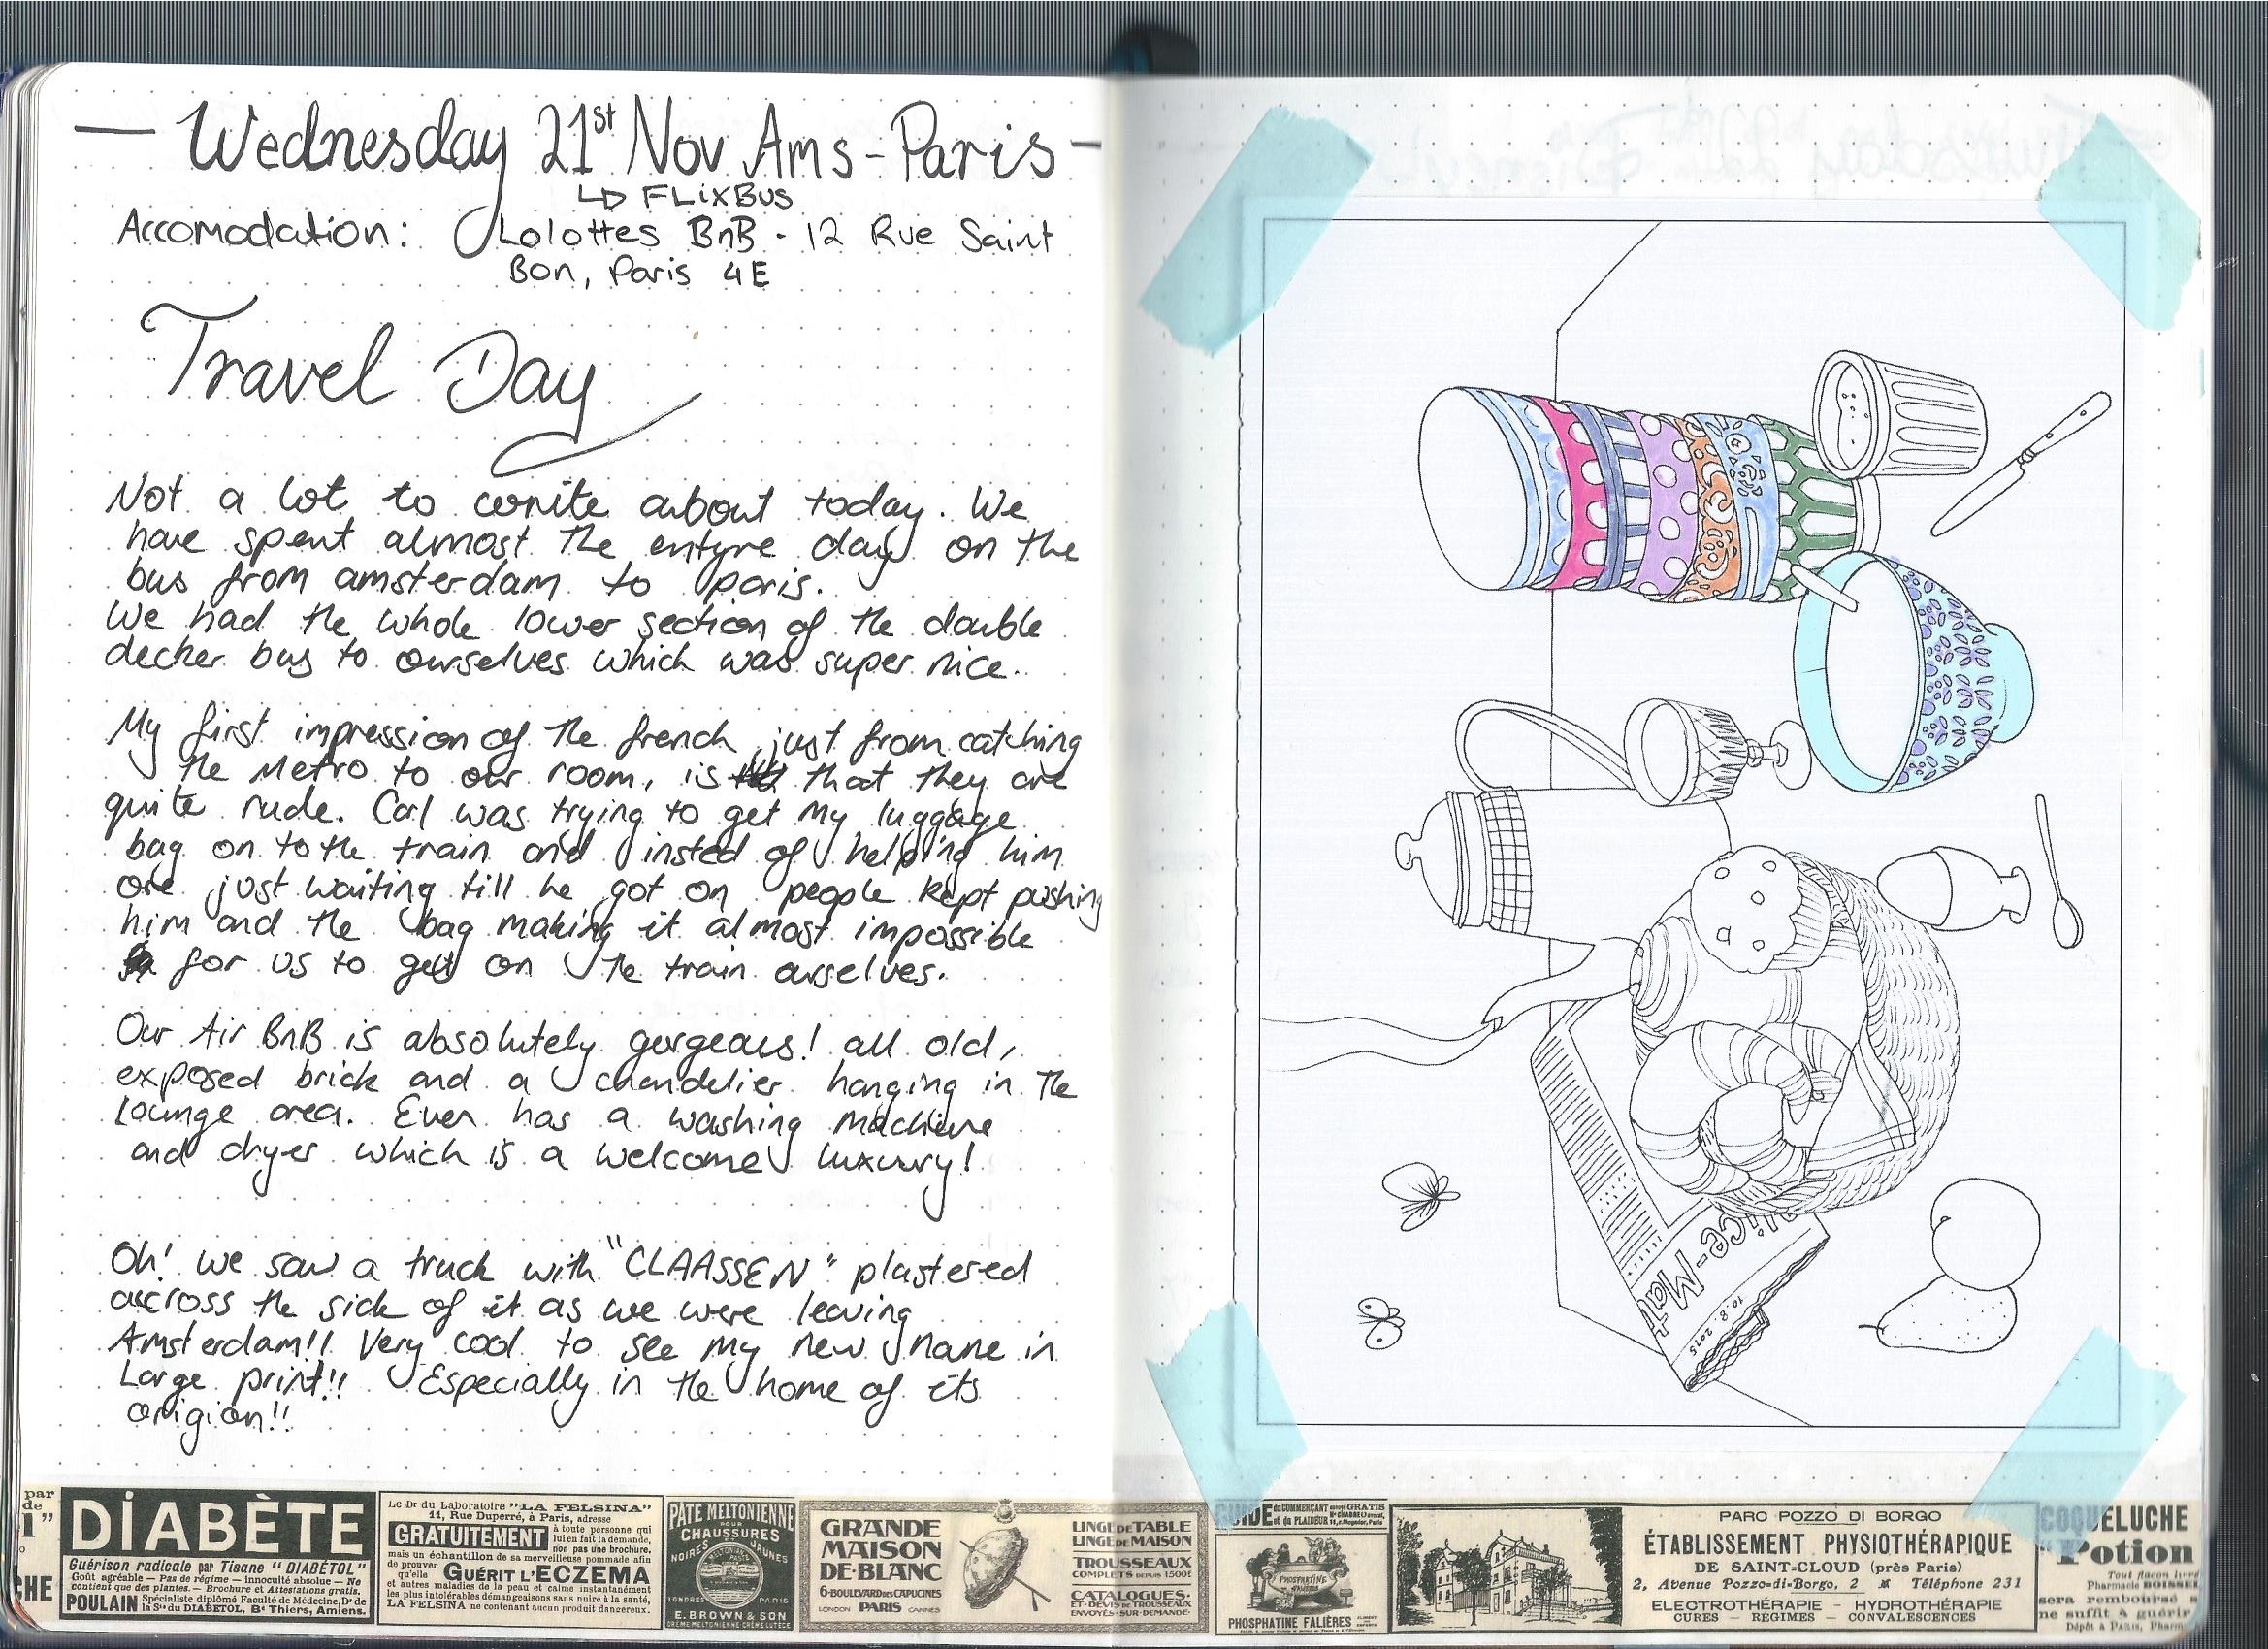 — Wednesday 21st Nov Ams - Paris -
↳ FLixBus
Accomodation: Lolottes BnB - 12 Rue Saint
Bon, Paris 4E
Travel Day
Not a lot to write about today. We
have spent almost the entyre day on the
bus from amsterdam to paris.
We had the whole lower section of the double
decker bus to ourselves which was super nice.
My first impression of the french, just from catching
the Metro to our room, is that they are
quite rude. Carl was trying to get my luggage
bag on to the train and insted of helping him
ore just waiting till he got on people kept pushing
him and the bag making it almost impossible
for us to get on the train ourselves.
Our Air BnB is absolutely gorgeous! all old,
exposed brick and a chandelier hanging in the
lounge area. Even has a washing machiene
and dryer which is a welcome luxury!
Oh! we saw a truck with "CLAASSEN" plastered
across the side of it as we were leaving
Amsterdam!! Very cool to see my new name in
Large print!! Especially in the home of its
origion!!
alice-Mat
10.8.2015
par
de
i"
CHE
DIABÈTE
Guérison radicale par Tisane "DIABÉTOL"
Goût agréable — Pas de régime — Innocuité absolue — Ne
contient que des plantes. — Brochure et Attestations gratis.
POULAIN Spécialiste diplômé Faculté de Médecine, Dr de
la Sté du DIABÉTOL, Bd Thiers, Amiens.
Le Dr du Laboratoire "LA FELSINA"
11, Rue Duperré, à Paris, adresse
GRATUITEMENT à toute personne qui
lui en fait la demande,
non pas une brochure,
mais un échantillon de sa merveilleuse pommade afin
de prouver qu'elle GUÉRIT L'ECZEMA
et autres maladies de la peau et calme instantanément
les plus intolérables démangeaisons sans nuire à la santé,
LA FELSINA ne contenant aucun produit dangereux.
PATE MELTONIENNE
POUR
CHAUSSURES
NOIRES JAUNES
LONDRES PARIS
E. BROWN & SON
GRANDE
MAISON
DE·BLANC
6·BOULEVARD DES CAPUCINES
LONDON PARIS CANNES
LINGE DE TABLE
LINGE DE MAISON
TROUSSEAUX
COMPLETS DEPUIS 1500F
CATALOGUES·
ET·DEVIS DE TROUSSEAUX
ENVOYÉS·SUR·DEMANDE·
GUIDE du COMMERÇANT GRATIS
et du PLAIDEUR
PHOSPHATINE FALIÈRES
PARC POZZO DI BORGO
ÉTABLISSEMENT PHYSIOTHÉRAPIQUE
DE SAINT-CLOUD (près Paris)
2, Avenue Pozzo-di-Borgo, 2 Téléphone 231
ELECTROTHÉRAPIE – HYDROTHÉRAPIE
CURES – RÉGIMES – CONVALESCENCES
COQUELUCHE
Potion
Tout flacon
Pharmacie BOISSEL
sera remboursé s
ne suffit à guérir
Dépôt à PARIS, Pharm